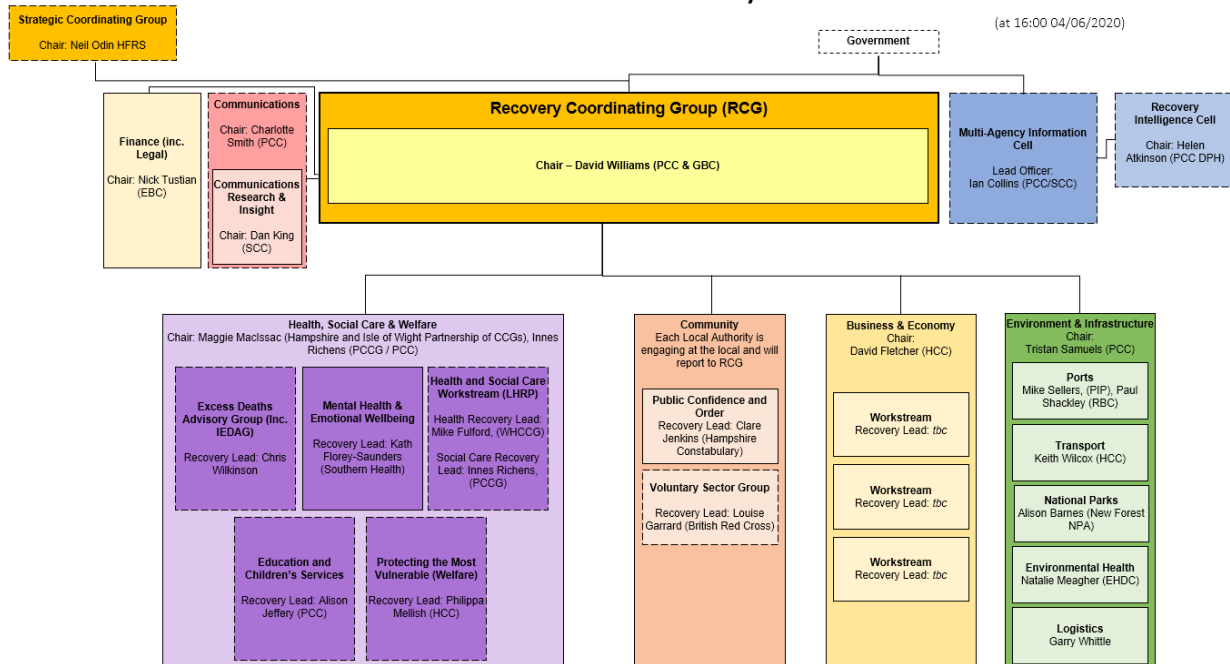 (at 16:00 04/06/2020)
Strategic Coordinating Group
Chair: Neil Odin HFRS
Government
Finance (inc.
Legal)
Chair: Nick Tustian
(EBC)
Communications
Chair: Charlotte
Smith (PCC)
Communications
Research &
Insight
Chair: Dan King
(SCC)
Recovery Coordinating Group (RCG)
Chair – David Williams (PCC & GBC)
Multi-Agency Information
Cell
Lead Officer:
Ian Collins (PCC/SCC)
Recovery
Intelligence Cell
Chair: Helen
Atkinson (PCC DPH)
Health, Social Care & Welfare
Chair: Maggie MacIssac (Hampshire and Isle of Wight Partnership of CCGs), Innes
Richens (PCCG / PCC)
Excess Deaths
Advisory Group (Inc.
IEDAG)
Recovery Lead: Chris
Wilkinson
Mental Health &
Emotional Wellbeing
Recovery Lead: Kath
Florey-Saunders
(Southern Health)
Health and Social Care
Workstream (LHRP)
Health Recovery Lead:
Mike Fulford, (WHCCG)
Social Care Recovery
Lead: Innes Richens,
(PCCG)
Education and
Children's Services
Recovery Lead: Alison
Jeffery (PCC)
Protecting the Most
Vulnerable (Welfare)
Recovery Lead: Philippa
Mellish (HCC)
Community
Each Local Authority is
engaging at the local and will
report to RCG
Public Confidence and
Order
Recovery Lead: Clare
Jenkins (Hampshire
Constabulary)
Voluntary Sector Group
Recovery Lead: Louise
Garrard (British Red Cross)
Business & Economy
Chair:
David Fletcher (HCC)
Workstream
Recovery Lead: tbc
Workstream
Recovery Lead: tbc
Workstream
Recovery Lead: tbc
Environment & Infrastructure
Chair:
Tristan Samuels (PCC)
Ports
Mike Sellers, (PIP), Paul
Shackley (RBC)
Transport
Keith Wilcox (HCC)
National Parks
Alison Barnes (New Forest
NPA)
Environmental Health
Natalie Meagher (EHDC)
Logistics
Garry Whittle